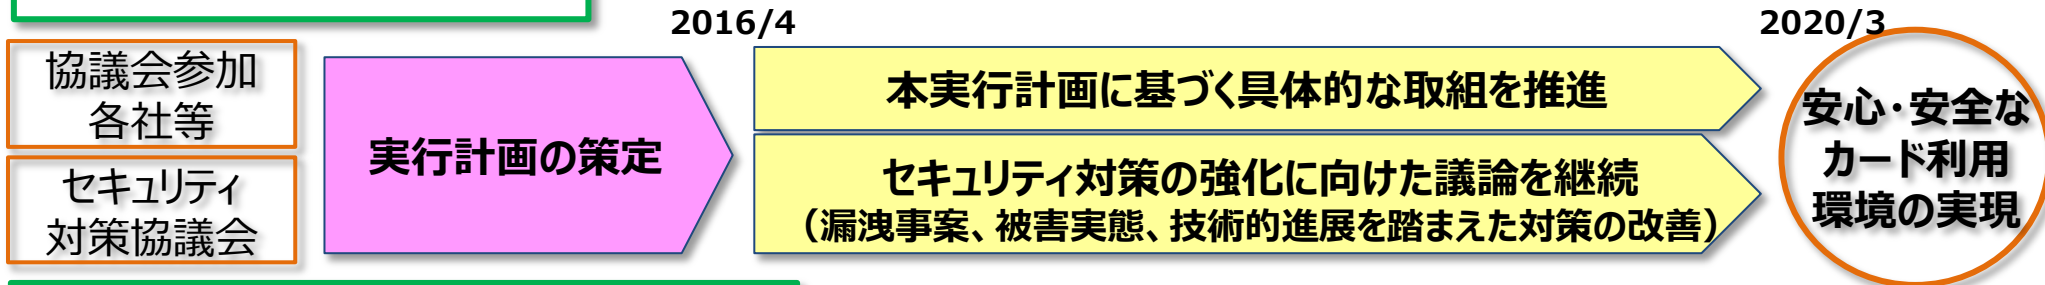 2016/4
2020/3
協議会参加
各社等
セキュリティ
対策協議会
実行計画の策定
本実行計画に基づく具体的な取組を推進
セキュリティ対策の強化に向けた議論を継続
（漏洩事案、被害実態、技術的進展を踏まえた対策の改善）
安心・安全な
カード利用
環境の実現